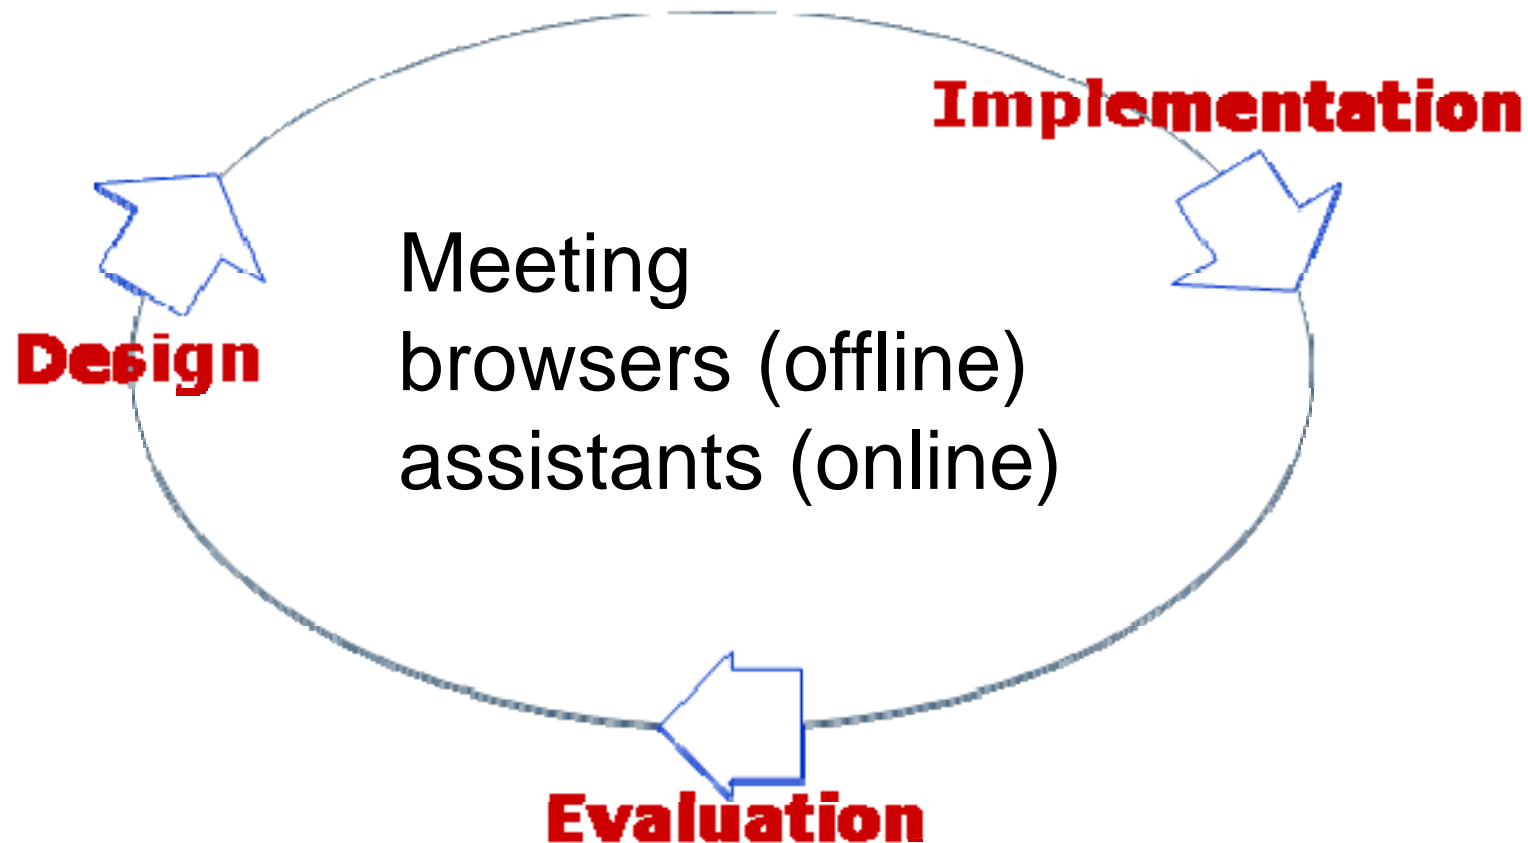 Implementation
Meeting
browsers (offline)
assistants (online)
Design
Evaluation